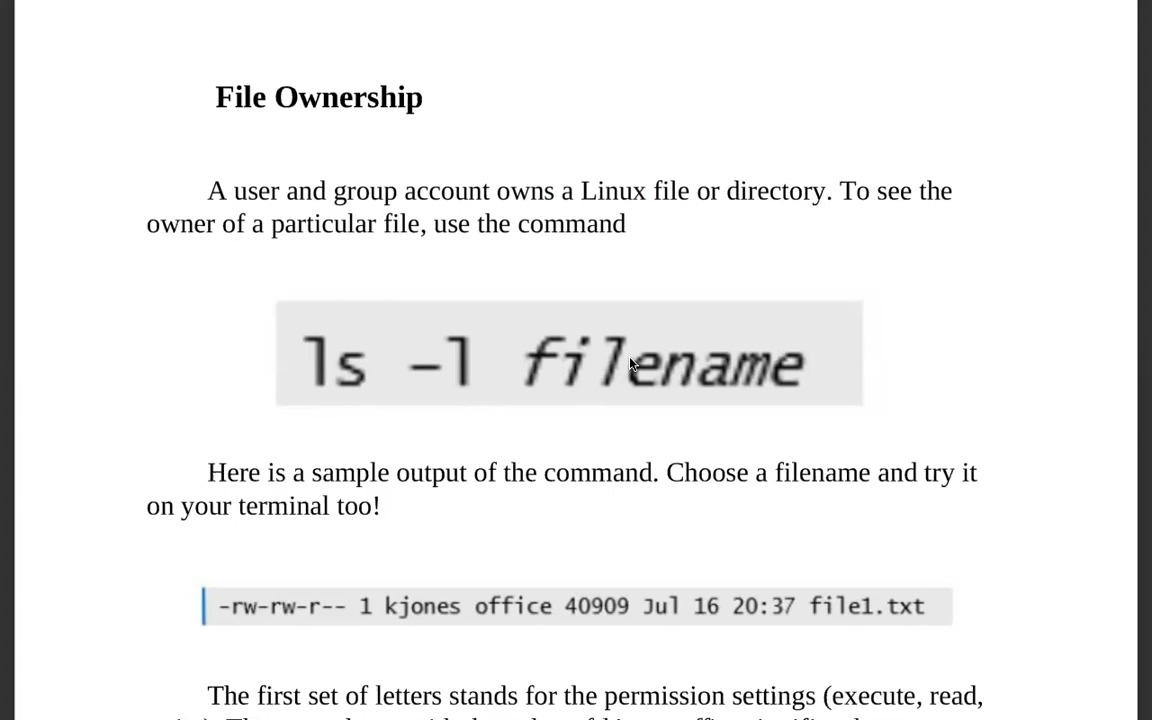 File Ownership
A user and group account owns a Linux file or directory. To see the
owner of a particular file, use the command
ls -l filename
Here is a sample output of the command. Choose a filename and try it
on your terminal too!
-rw-rw-r-- 1 kjones office 40909 Jul 16 20:37 file1.txt
The first set of letters stands for the permission settings (execute, read,